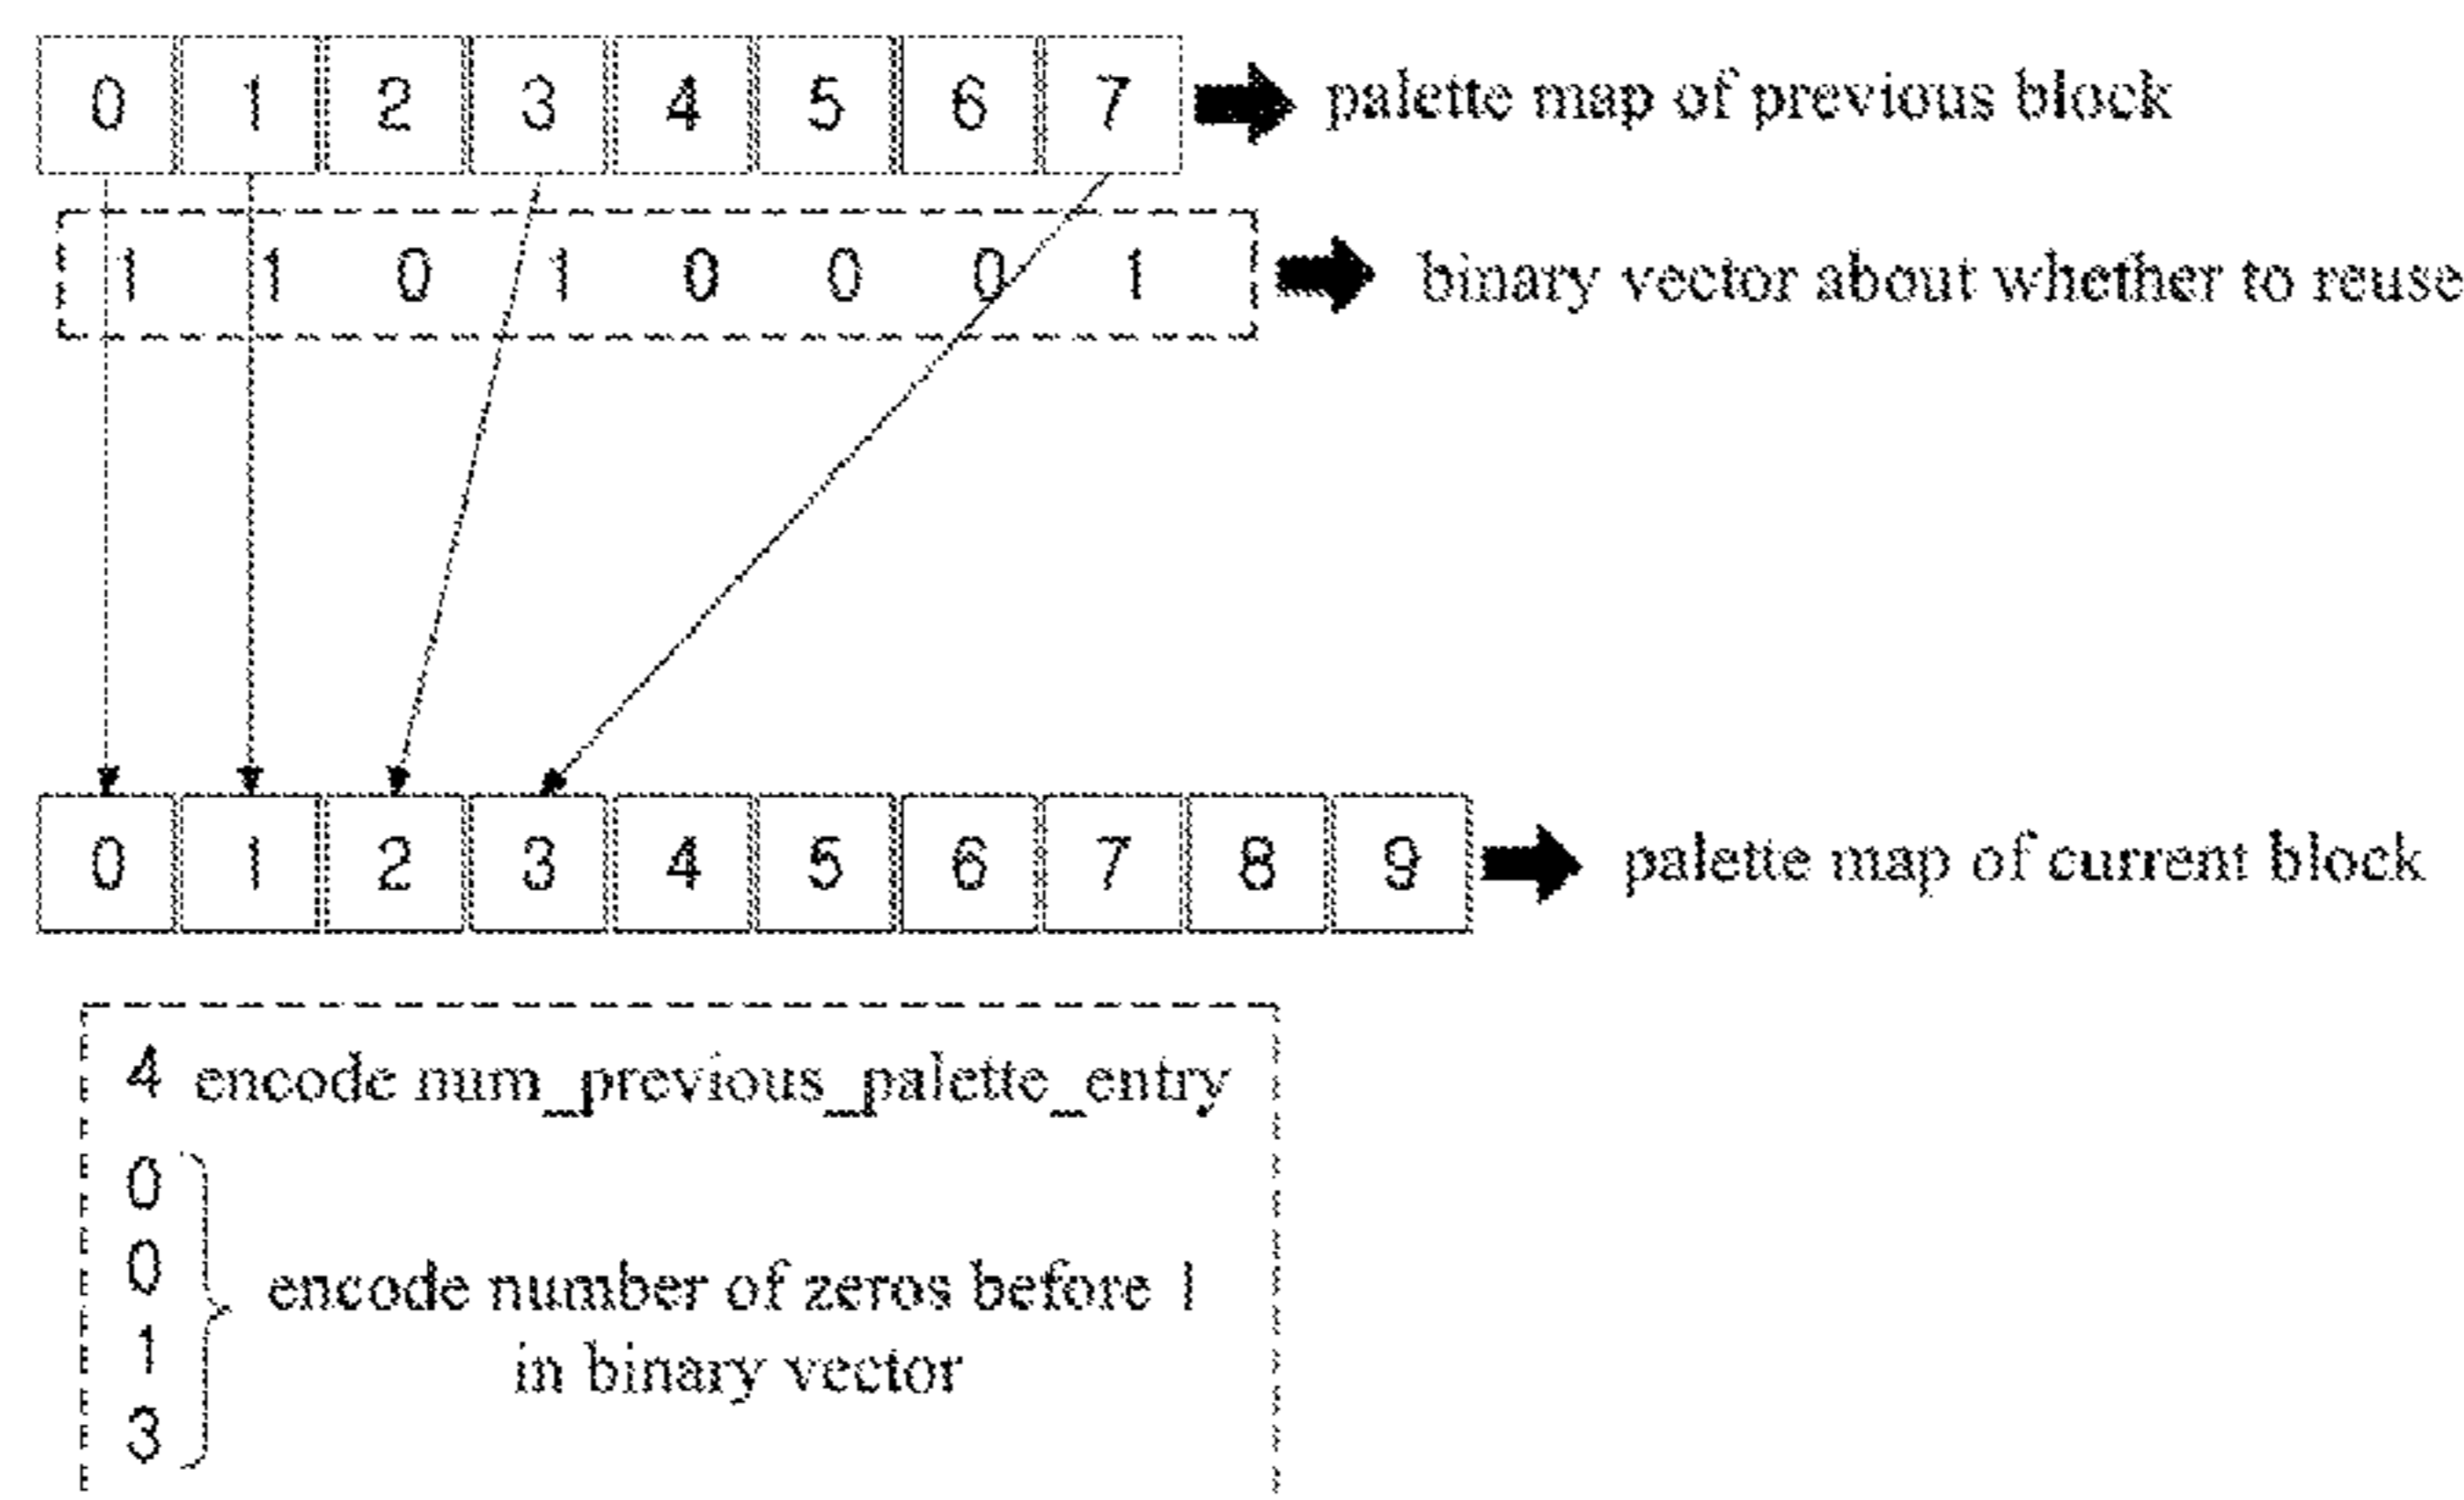 0 1 2 3 4 5 6 7 palette map of previous block
1 1 0 1 0 0 0 1 binary vector about whether to reuse
0 1 2 3 4 5 6 7 8 9 palette map of current block
4 encode num_previous_palette_entry
0
0
1
3
encode number of zeros before 1
in binary vector